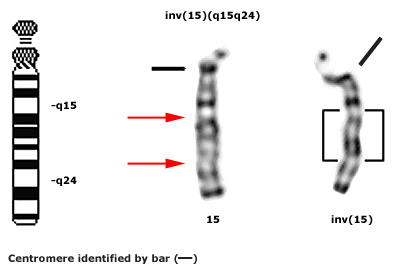 inv(15)(q15q24)
-q15
-q24
15
inv(15)
Centromere identified by bar (—)